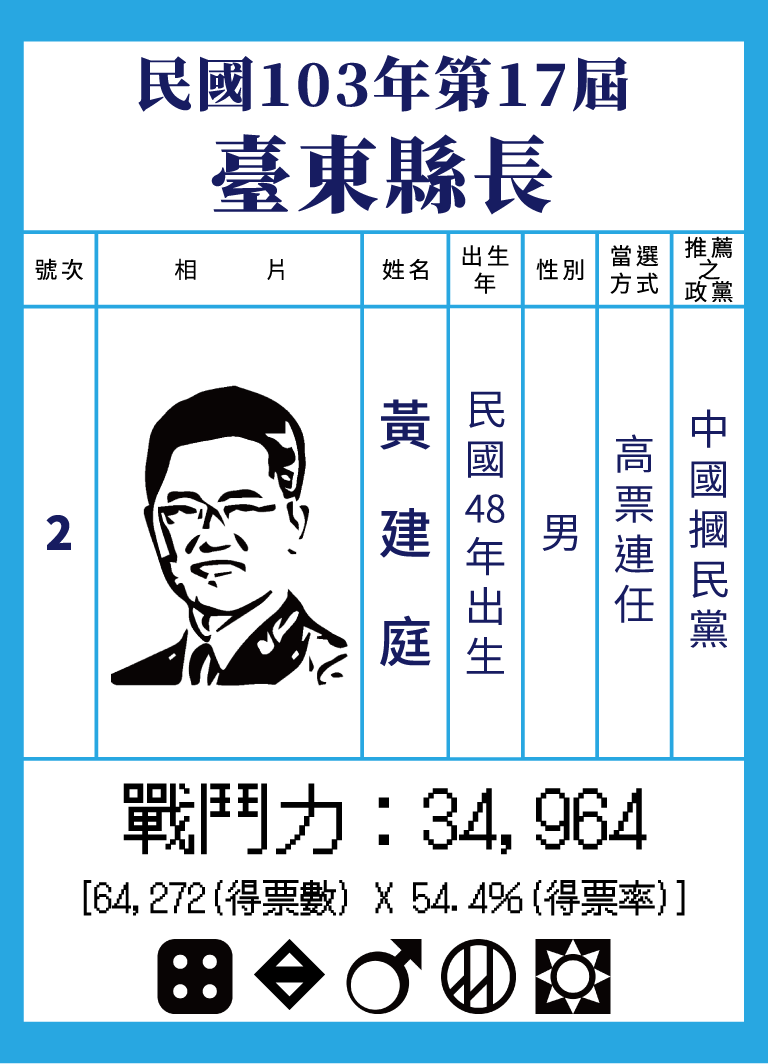 民國103年第17屆
臺東縣長
號次
相片
姓名
出生
年
性別
當選
方式
推薦
之
政黨
2
黃建庭
民國48年出生
男
高票連任
中國摑民黨
戰鬥力：34,964
[64,272(得票數) X 54.4%(得票率)]